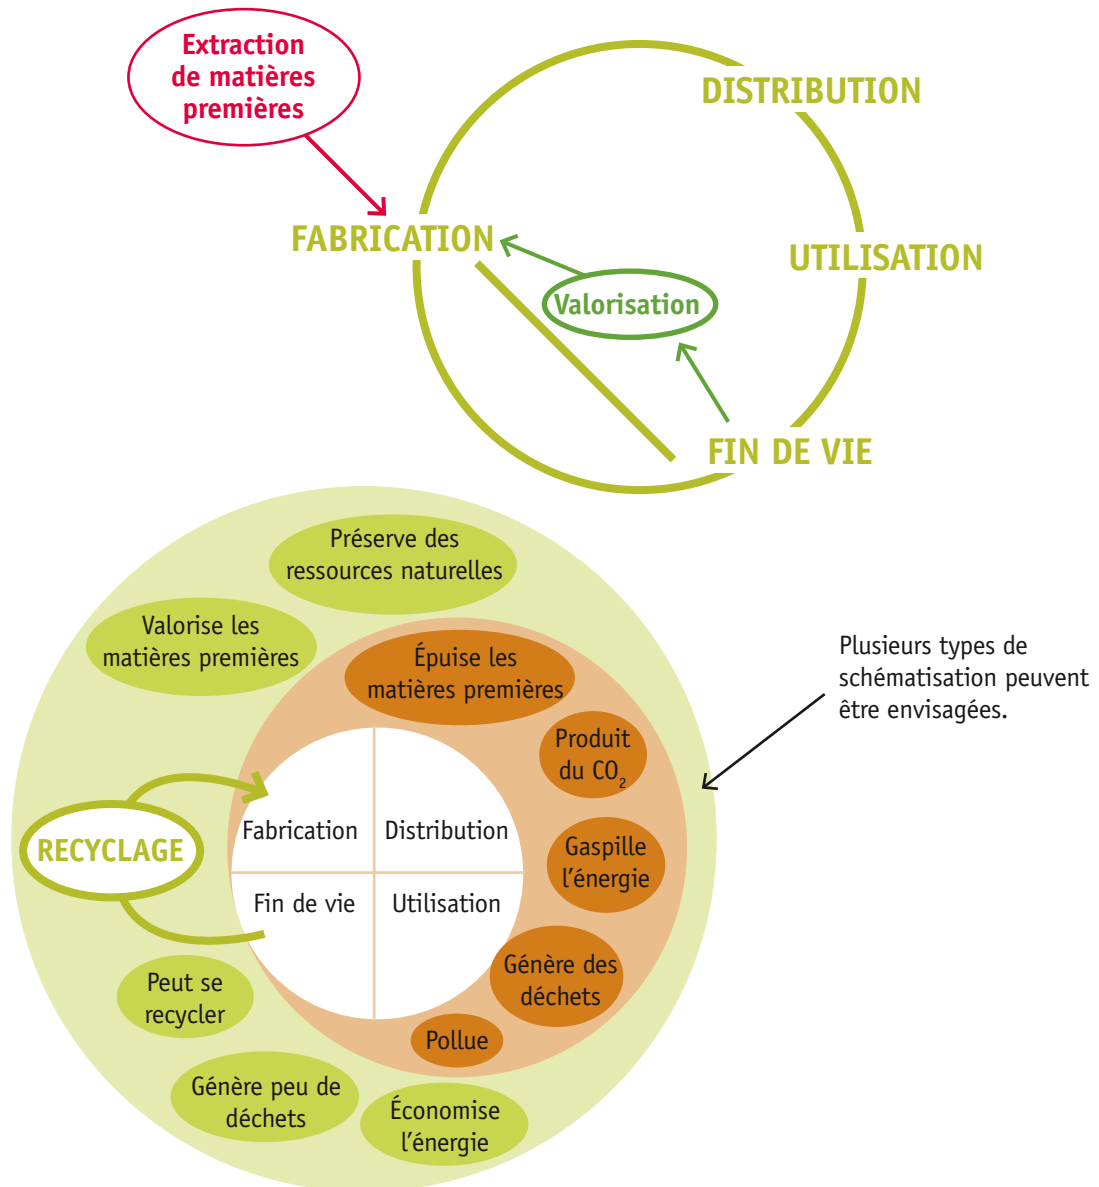 Extraction
de matières
premières
DISTRIBUTION
FABRICATION
UTILISATION
Valorisation
FIN DE VIE
Préserve des
ressources naturelles
Valorise les
matières premières
Épuise les
matières premières
Plusieurs types de
schématisation peuvent
être envisagées.
Produit
du CO₂
Fabrication
Distribution
RECYCLAGE
Gaspille
l’énergie
Fin de vie
Utilisation
Génère des
déchets
Peut se
recycler
Pollue
Génère peu de
déchets
Économise
l’énergie